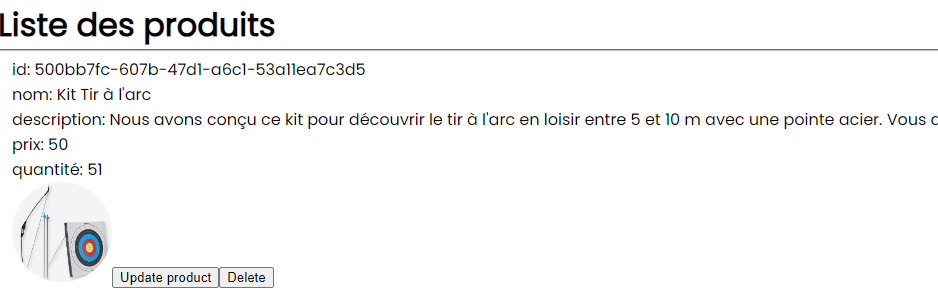 Liste des produits
id: 500bb7fc-607b-47d1-a6c1-53a11ea7c3d5
nom: Kit Tir à l'arc
description: Nous avons conçu ce kit pour découvrir le tir à l'arc en loisir entre 5 et 10 m avec une pointe acier. Vous
prix: 50
quantité: 51
Update product Delete